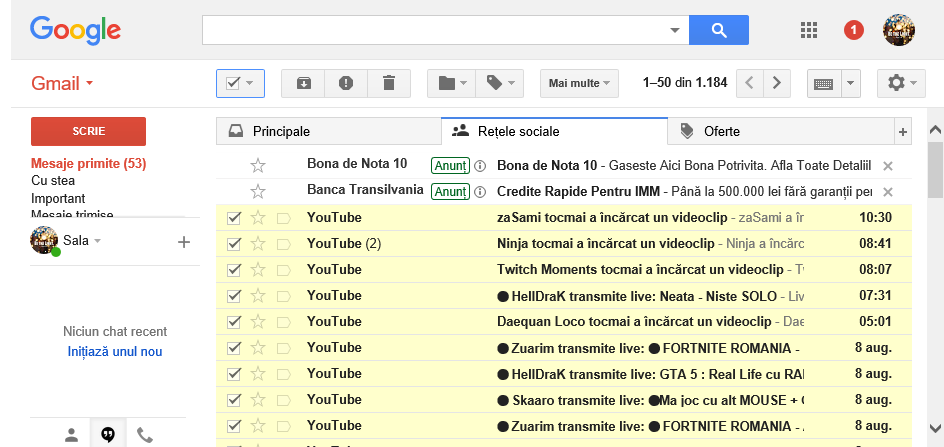 Google
1
Gmail
Mai multe
1–50 din 1.184
SCRIE
Mesaje primite (53)
Cu stea
Important
Mesaje trimise
Sala
Niciun chat recent
Inițiază unul nou
Principale
Rețele sociale
Oferte
+
Bona de Nota 10 Anunț Bona de Nota 10 - Gaseste Aici Bona Potrivita. Afla Toate Detaliil
Banca Transilvania Anunț Credite Rapide Pentru IMM - Până la 500.000 lei fără garanții per
YouTube zaSami tocmai a încărcat un videoclip - zaSami a în 10:30
YouTube (2) Ninja tocmai a încărcat un videoclip - Ninja a încărc 08:41
YouTube Twitch Moments tocmai a încărcat un videoclip - Tw 08:07
YouTube HellDraK transmite live: Neata - Niste SOLO - Liv 07:31
YouTube Daequan Loco tocmai a încărcat un videoclip - Dae 05:01
YouTube Zuarim transmite live: FORTNITE ROMANIA - 8 aug.
YouTube HellDraK transmite live: GTA 5 : Real Life cu RA 8 aug.
YouTube Skaaro transmite live: Ma joc cu alt MOUSE + 8 aug.
YouTube Zuarim transmite live: FORTNITE ROMANIA - 8 aug.